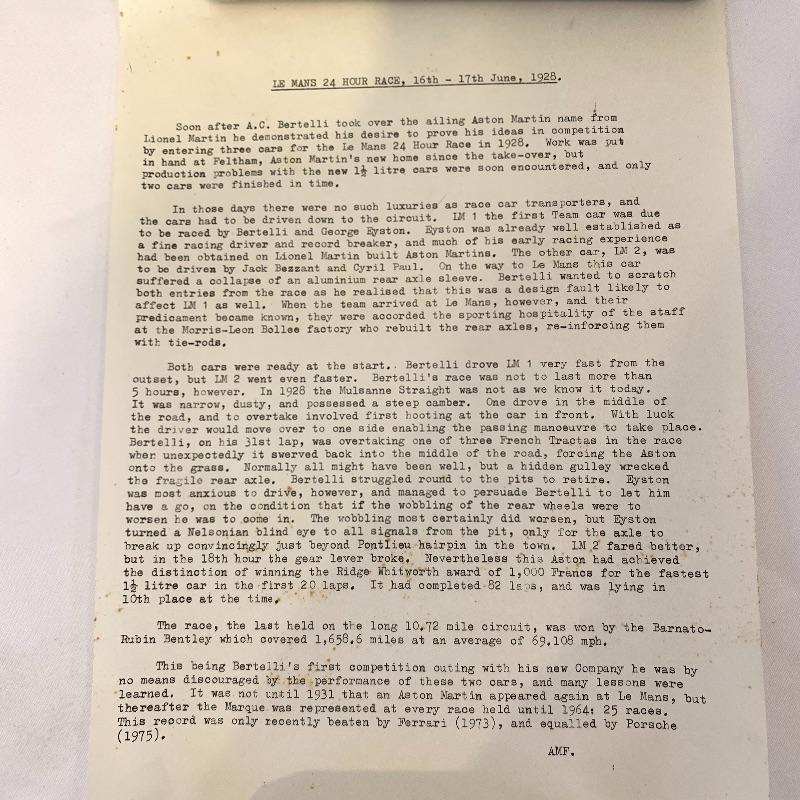 LE MANS 24 HOUR RACE, 16th - 17th June, 1928.
Soon after A.C. Bertelli took over the ailing Aston Martin name from
Lionel Martin he demonstrated his desire to prove his ideas in competition
by entering three cars for the Le Mans 24 Hour Race in 1928. Work was put
in hand at Feltham, Aston Martin's new home since the take-over, but
production problems with the new 1½ litre cars were soon encountered, and only
two cars were finished in time.
In those days there were no such luxuries as race car transporters, and
the cars had to be driven down to the circuit. LM 1 the first Team car was due
to be raced by Bertelli and George Eyston. Eyston was already well established as
a fine racing driver and record breaker, and much of his early racing experience
had been obtained on Lionel Martin built Aston Martins. The other car, LM 2, was
to be driven by Jack Bezzant and Cyril Paul. On the way to Le Mans this car
suffered a collapse of an aluminium rear axle sleeve. Bertelli wanted to scratch
both entries from the race as he realised that this was a design fault likely to
affect LM 1 as well. When the team arrived at Le Mans, however, and their
predicament became known, they were accorded the sporting hospitality of the staff
at the Morris-Leon Bollee factory who rebuilt the rear axles, re-inforcing them
with tie-rods.
Both cars were ready at the start.. Bertelli drove LM 1 very fast from the
outset, but LM 2 went even faster. Bertelli's race was not to last more than
5 hours, however. In 1928 the Mulsanne Straight was not as we know it today.
It was narrow, dusty, and possessed a steep camber. One drove in the middle of
the road, and to overtake involved first hooting at the car in front. With luck
the driver would move over to one side enabling the passing manoeuvre to take place.
Bertelli, on his 31st lap, was overtaking one of three French Tractas in the race
when unexpectedly it swerved back into the middle of the road, forcing the Aston
onto the grass. Normally all might have been well, but a hidden gulley wrecked
the fragile rear axle. Bertelli struggled round to the pits to retire. Eyston
was most anxious to drive, however, and managed to persuade Bertelli to let him
have a go, on the condition that if the wobbling of the rear wheels were to
worsen he was to come in. The wobbling most certainly did worsen, but Eyston
turned a Nelsonian blind eye to all signals from the pit, only for the axle to
break up convincingly just beyond Pontlieu hairpin in the town. LM 2 fared better,
but in the 18th hour the gear lever broke. Nevertheless this Aston had achieved
the distinction of winning the Ridge Whitworth award of 1,000 Francs for the fastest
1½ litre car in the first 20 laps. It had completed 82 laps, and was lying in
10th place at the time.
The race, the last held on the long 10.72 mile circuit, was won by the Barnato-
Rubin Bentley which covered 1,658.6 miles at an average of 69.108 mph.
This being Bertelli's first competition outing with his new Company he was by
no means discouraged by the performance of these two cars, and many lessons were
learned. It was not until 1931 that an Aston Martin appeared again at Le Mans, but
thereafter the Marque was represented at every race held until 1964: 25 races.
This record was only recently beaten by Ferrari (1973), and equalled by Porsche
(1975).
AMF.